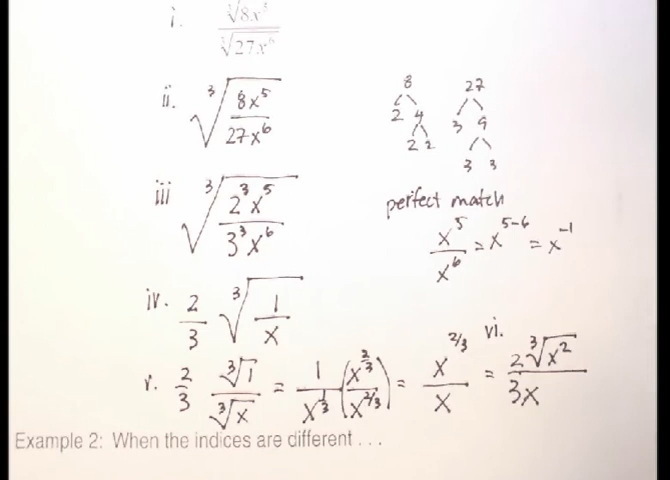 i. ∛8x⁵ / ∛27x⁶
ii. ∛(8x⁵ / 27x⁶)
8 27
2 4 3 9
2 2 3 3
iii ∛(2³x⁵ / 3³x⁶)
perfect match
x⁵ / x⁶ = x⁵⁻⁶ = x⁻¹
iv. 2/3 ∛(1/x)
v. 2/3 ∛1 / ∛x = 1 / x^(1/3) (x^(2/3) / x^(2/3)) = x^(2/3) / x = vi. 2∛x² / 3x
Example 2: When the indices are different . . .